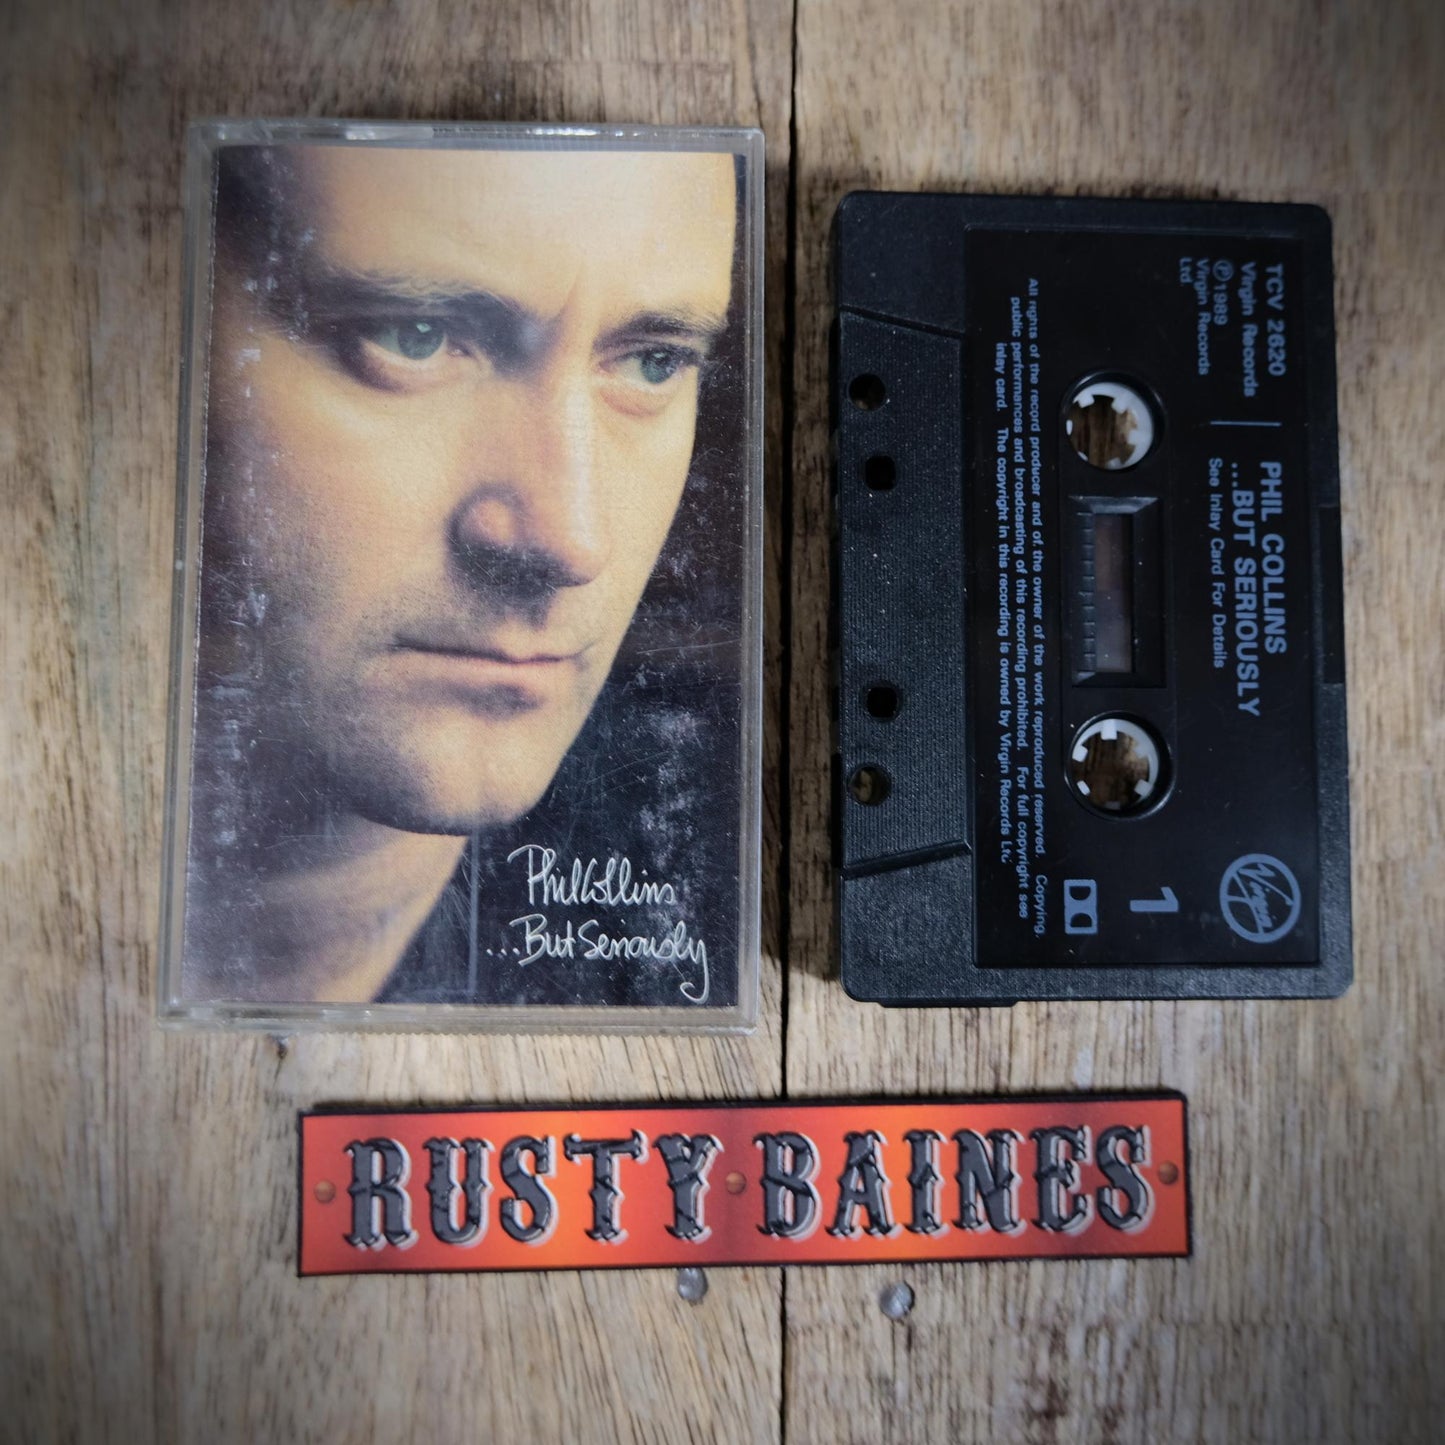 Phil Collins
...But Seriously
TCV 2620
Virgin Records
℗ 1989
Virgin Records
Ltd
PHIL COLLINS
...BUT SERIOUSLY
See Inlay Card For Details
Virgin
1
All rights of the record producer and of the owner of the work reproduced reserved. Copying,
public performances and broadcasting of this recording prohibited. For full copyright see
inlay card. The copyright in this recording is owned by Virgin Records Ltd
RUSTY BAINES